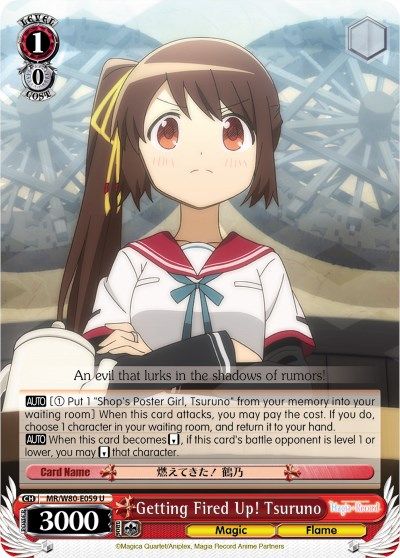 LEVEL
1
0
COST
An evil that lurks in the shadows of rumors!
AUTO [① Put 1 "Shop's Poster Girl, Tsuruno" from your memory into your
waiting room] When this card attacks, you may pay the cost. If you do,
choose 1 character in your waiting room, and return it to your hand.
AUTO When this card becomes, if this card's battle opponent is level 1
or lower, you may that character.
Card Name 燃えてきた! 鶴乃
CH MR/W80-E059 U
Getting Fired Up! Tsuruno
Magia Record
POWER 3000 SOUL Magic Flame
©Magica Quartet/Aniplex, Magia Record Anime Partners